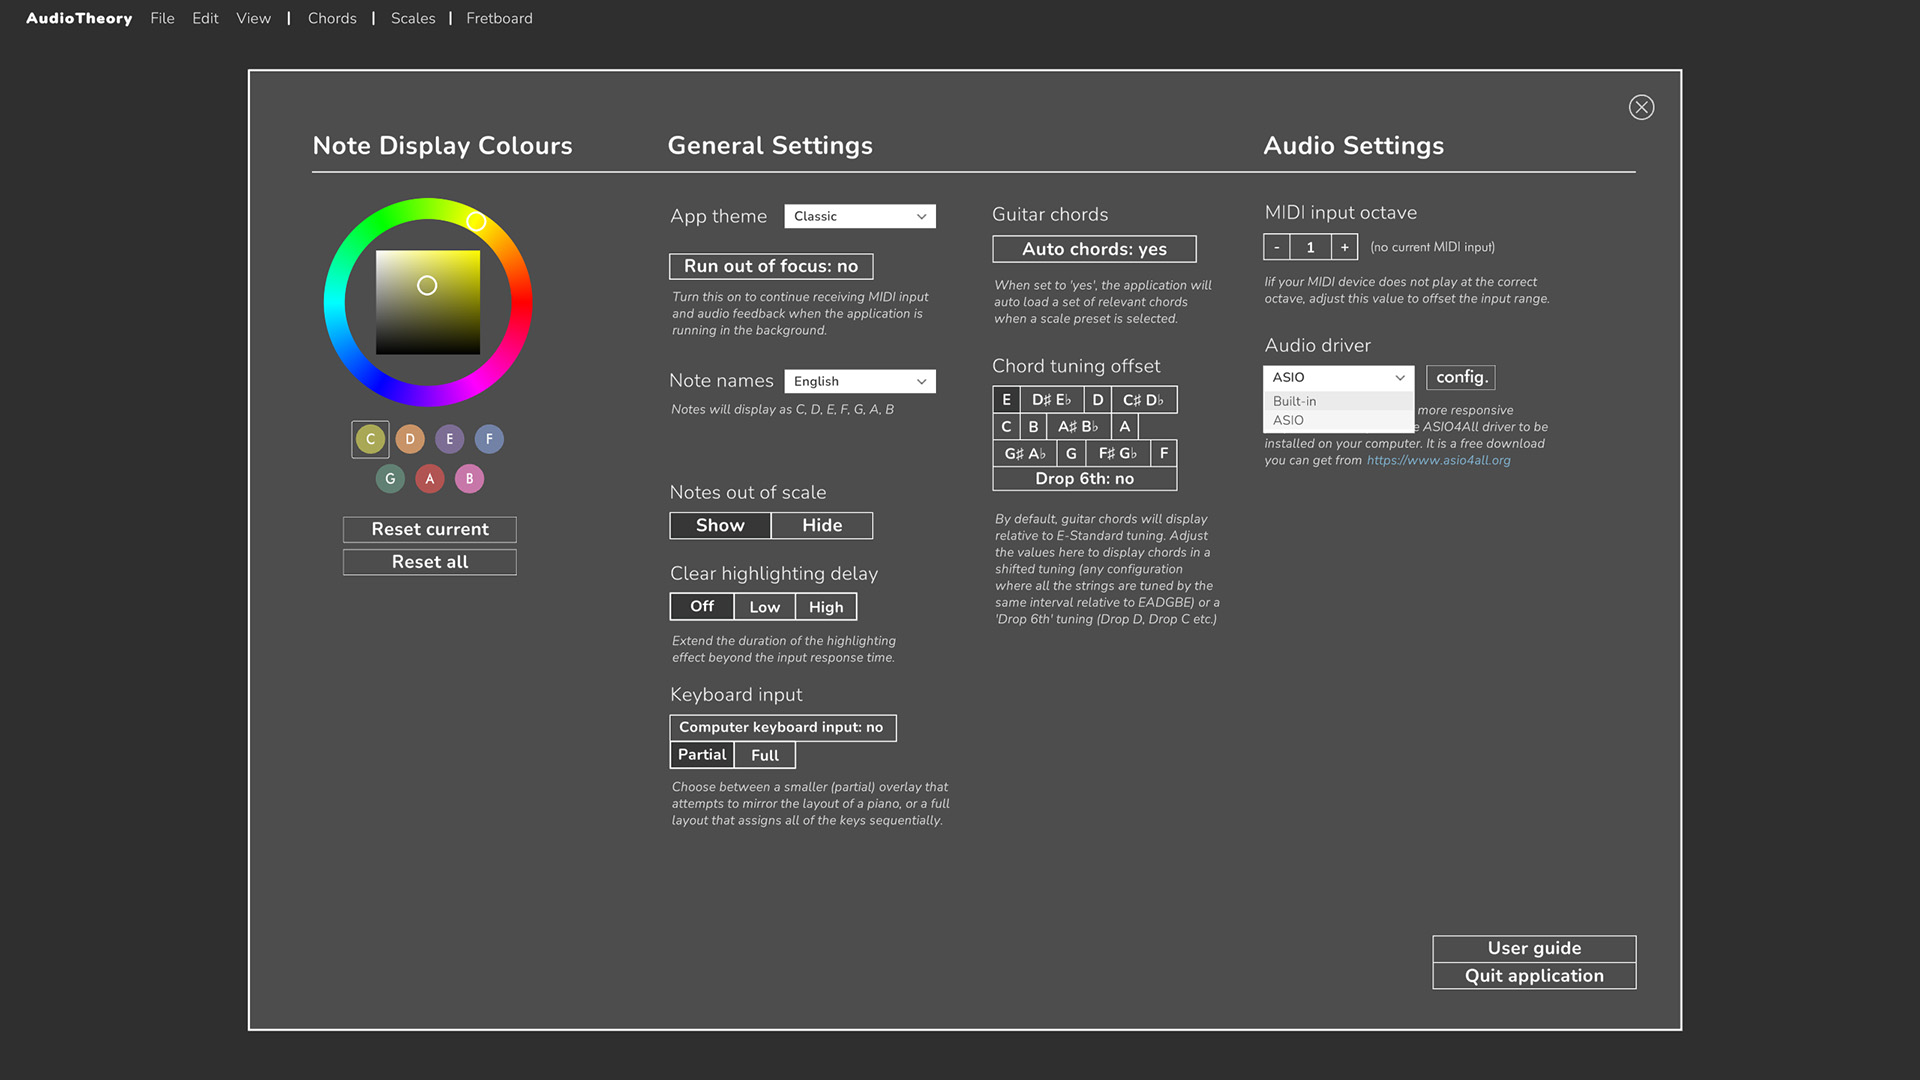 AudioTheory File Edit View | Chords | Scales | Fretboard
Note Display Colours
C D E F
G A B
Reset current
Reset all
General Settings
App theme Classic
Run out of focus: no
Turn this on to continue receiving MIDI input
and audio feedback when the application is
running in the background.
Note names English
Notes will display as C, D, E, F, G, A, B
Notes out of scale
Show Hide
Clear highlighting delay
Off Low High
Extend the duration of the highlighting
effect beyond the input response time.
Keyboard input
Computer keyboard input: no
Partial Full
Choose between a smaller (partial) overlay that
attempts to mirror the layout of a piano, or a full
layout that assigns all of the keys sequentially.
Guitar chords
Auto chords: yes
When set to 'yes', the application will
auto load a set of relevant chords
when a scale preset is selected.
Chord tuning offset
E D♯ E♭ D C♯ D♭
C B A♯ B♭ A
G♯ A♭ G F♯ G♭ F
Drop 6th: no
By default, guitar chords will display
relative to E-Standard tuning. Adjust
the values here to display chords in a
shifted tuning (any configuration
where all the strings are tuned by the
same interval relative to EADGBE) or a
'Drop 6th' tuning (Drop D, Drop C etc.)
Audio Settings
MIDI input octave
- 1 + (no current MIDI input)
Iif your MIDI device does not play at the correct
octave, adjust this value to offset the input range.
Audio driver
ASIO config.
Built-in
ASIO
more responsive
e ASIO4All driver to be
installed on your computer. It is a free download
you can get from https://www.asio4all.org
User guide
Quit application